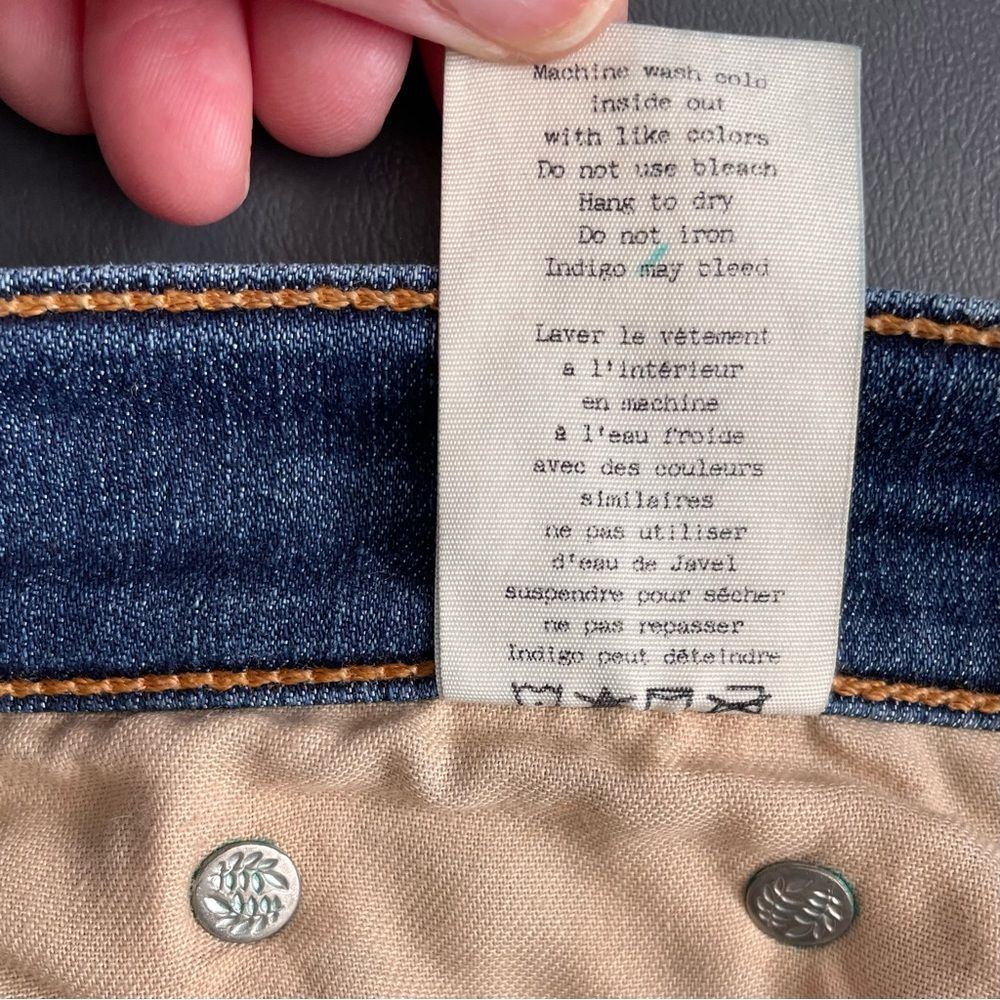 Machine wash cold
inside out
with like colors
Do not use bleach
Hang to dry
Do not iron
Indigo may bleed
Laver le vétement
a l'intérieur
en machine
à l'eau froide
avec des couleurs
similaires
ne pas utiliser
d'eau de Javel
suspendre pour sécher
ne pas repasser
Indigo peut déteindre